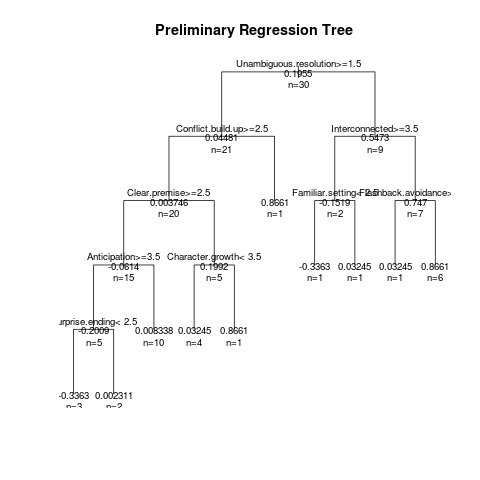 Preliminary Regression Tree
Unambiguous.resolution>=1.5
0.1955
n=30
Conflict.build.up>=2.5
0.04481
n=21
Interconnected>=3.5
0.5473
n=9
Clear.premise>=2.5
0.003746
n=20
0.8661
n=1
Familiar.setting< 2.5
-0.1519
n=2
Flashback.avoidance>
0.747
n=7
Anticipation>=3.5
-0.0614
n=15
Character.growth< 3.5
0.1992
n=5
-0.3363
n=1
0.03245
n=1
0.03245
n=1
0.8661
n=6
urprise.ending< 2.5
-0.2009
n=5
0.008338
n=10
0.03245
n=4
0.8661
n=1
-0.3363
n=3
0.002311
n=2